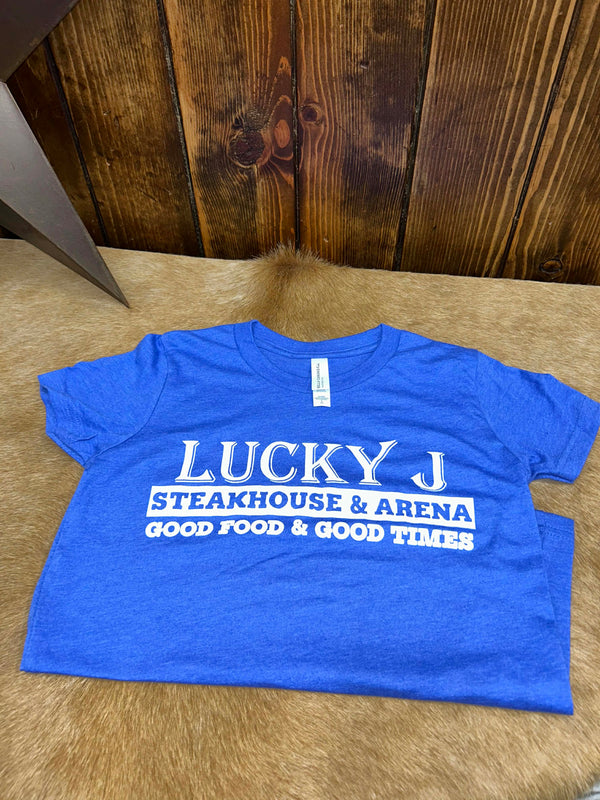 LUCKY J
STEAKHOUSE & ARENA
GOOD FOOD & GOOD TIMES